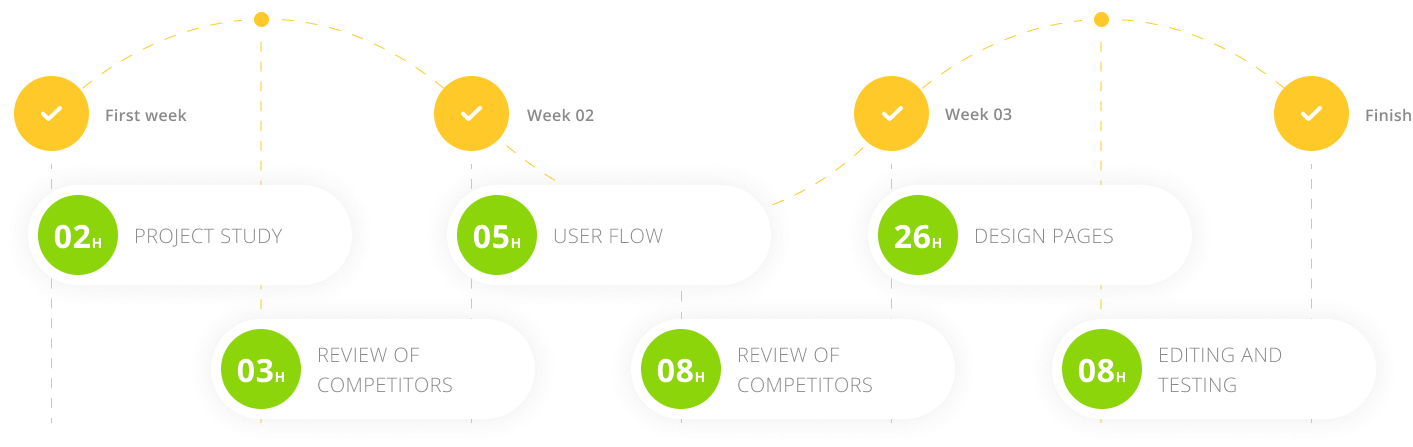 First week
Week 02
Week 03
Finish
02H PROJECT STUDY
05H USER FLOW
26H DESIGN PAGES
03H REVIEW OF
COMPETITORS
08H REVIEW OF
COMPETITORS
08H EDITING AND
TESTING